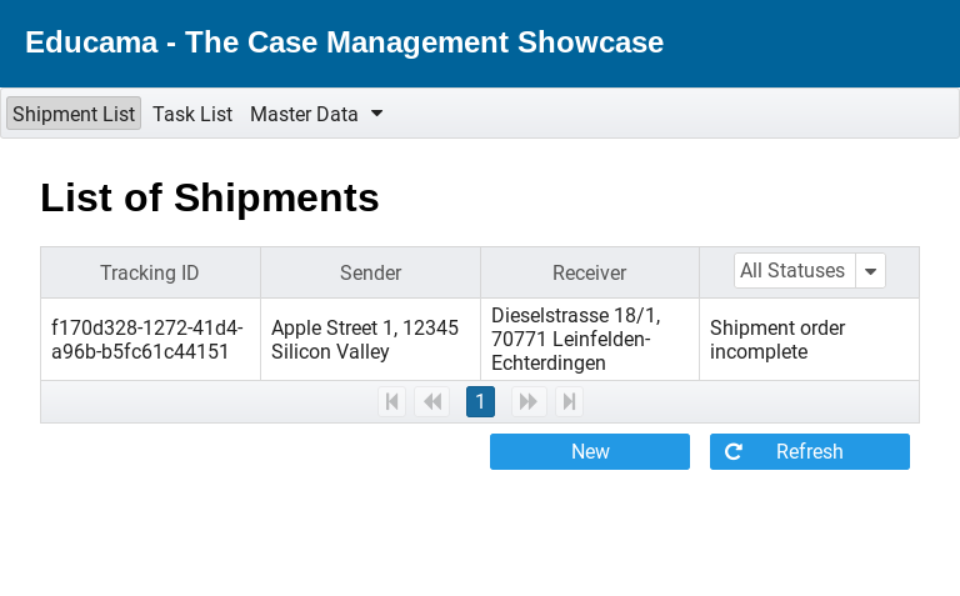 Educama - The Case Management Showcase
Shipment List Task List Master Data
List of Shipments
Tracking ID Sender Receiver All Statuses
f170d328-1272-41d4-
a96b-b5fc61c44151
Apple Street 1, 12345
Silicon Valley
Dieselstrasse 18/1,
70771 Leinfelden-
Echterdingen
Shipment order
incomplete
1
New Refresh